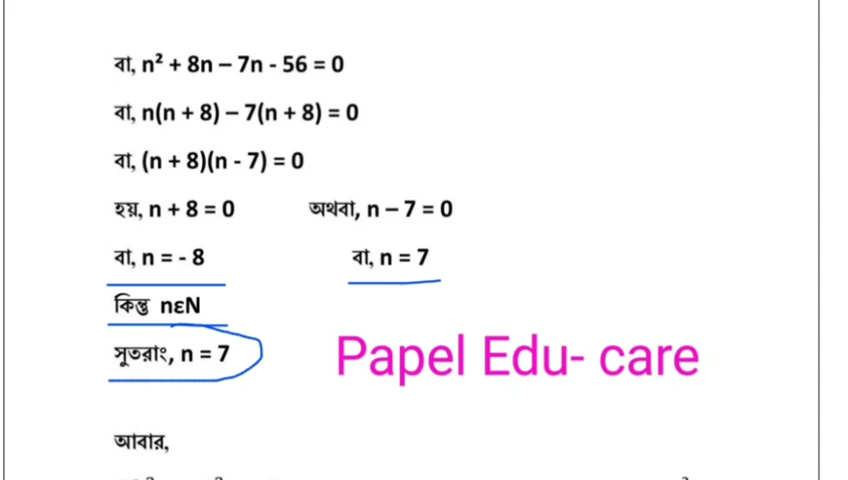 বা, n² + 8n – 7n - 56 = 0
বা, n(n + 8) – 7(n + 8) = 0
বা, (n + 8)(n - 7) = 0
হয়, n + 8 = 0 অথবা, n – 7 = 0
বা, n = - 8 বা, n = 7
কিন্তু nεN
সুতরাং, n = 7
Papel Edu- care
আবার,